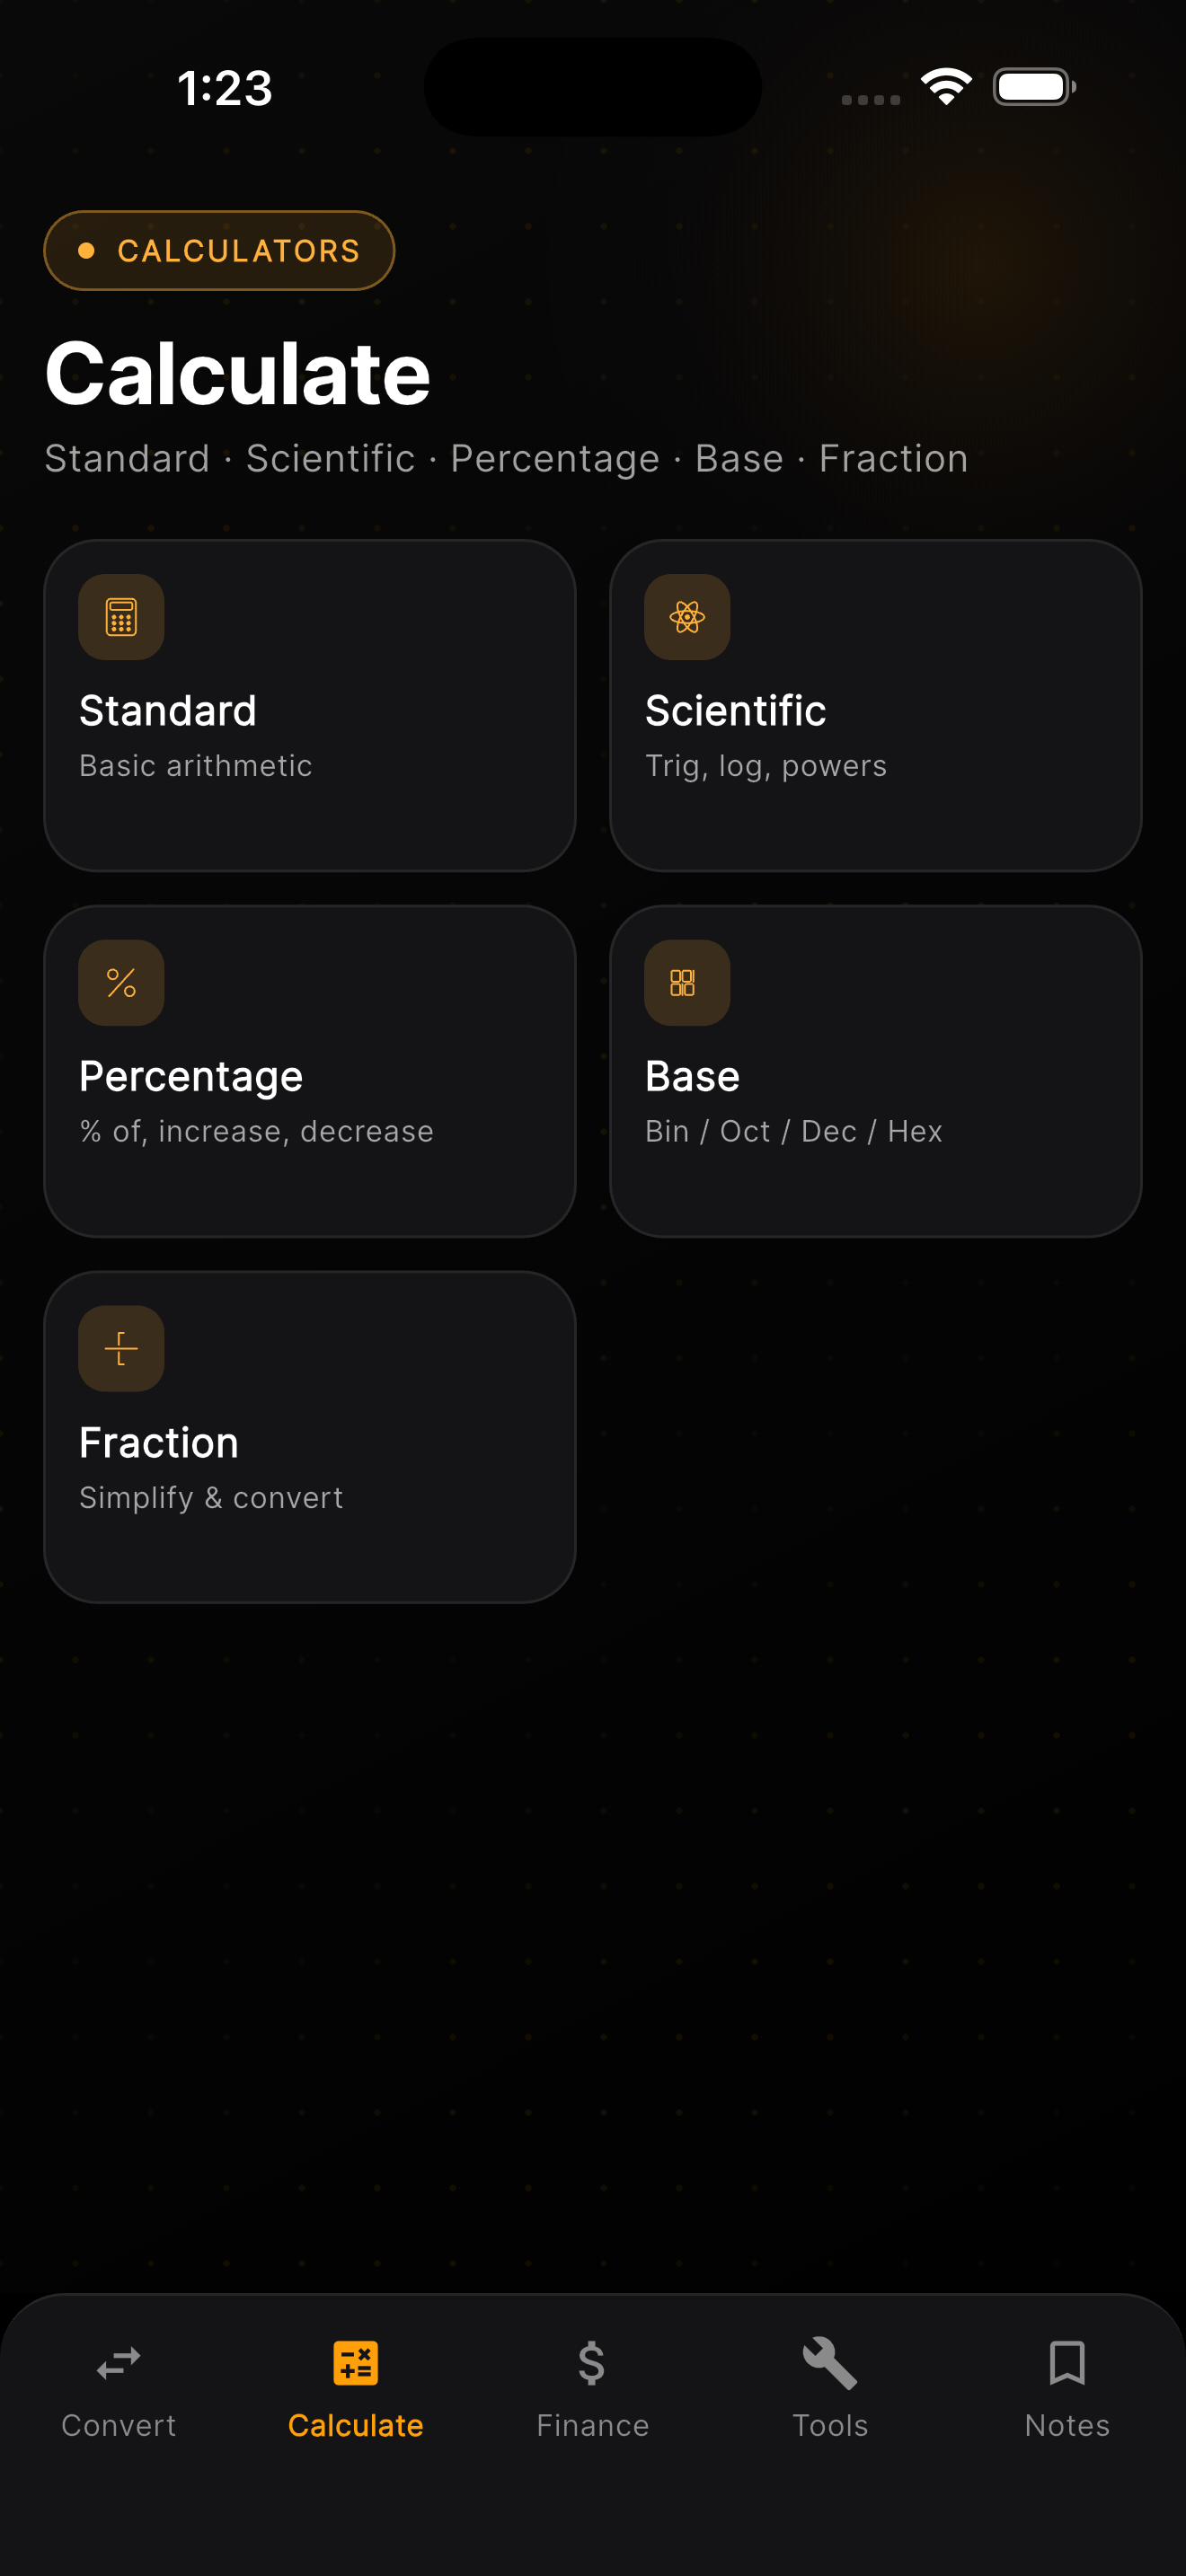 1:23
CALCULATORS
Calculate
Standard · Scientific · Percentage · Base · Fraction
Standard
Basic arithmetic
Scientific
Trig, log, powers
Percentage
% of, increase, decrease
Base
Bin / Oct / Dec / Hex
Fraction
Simplify & convert
Convert
Calculate
Finance
Tools
Notes